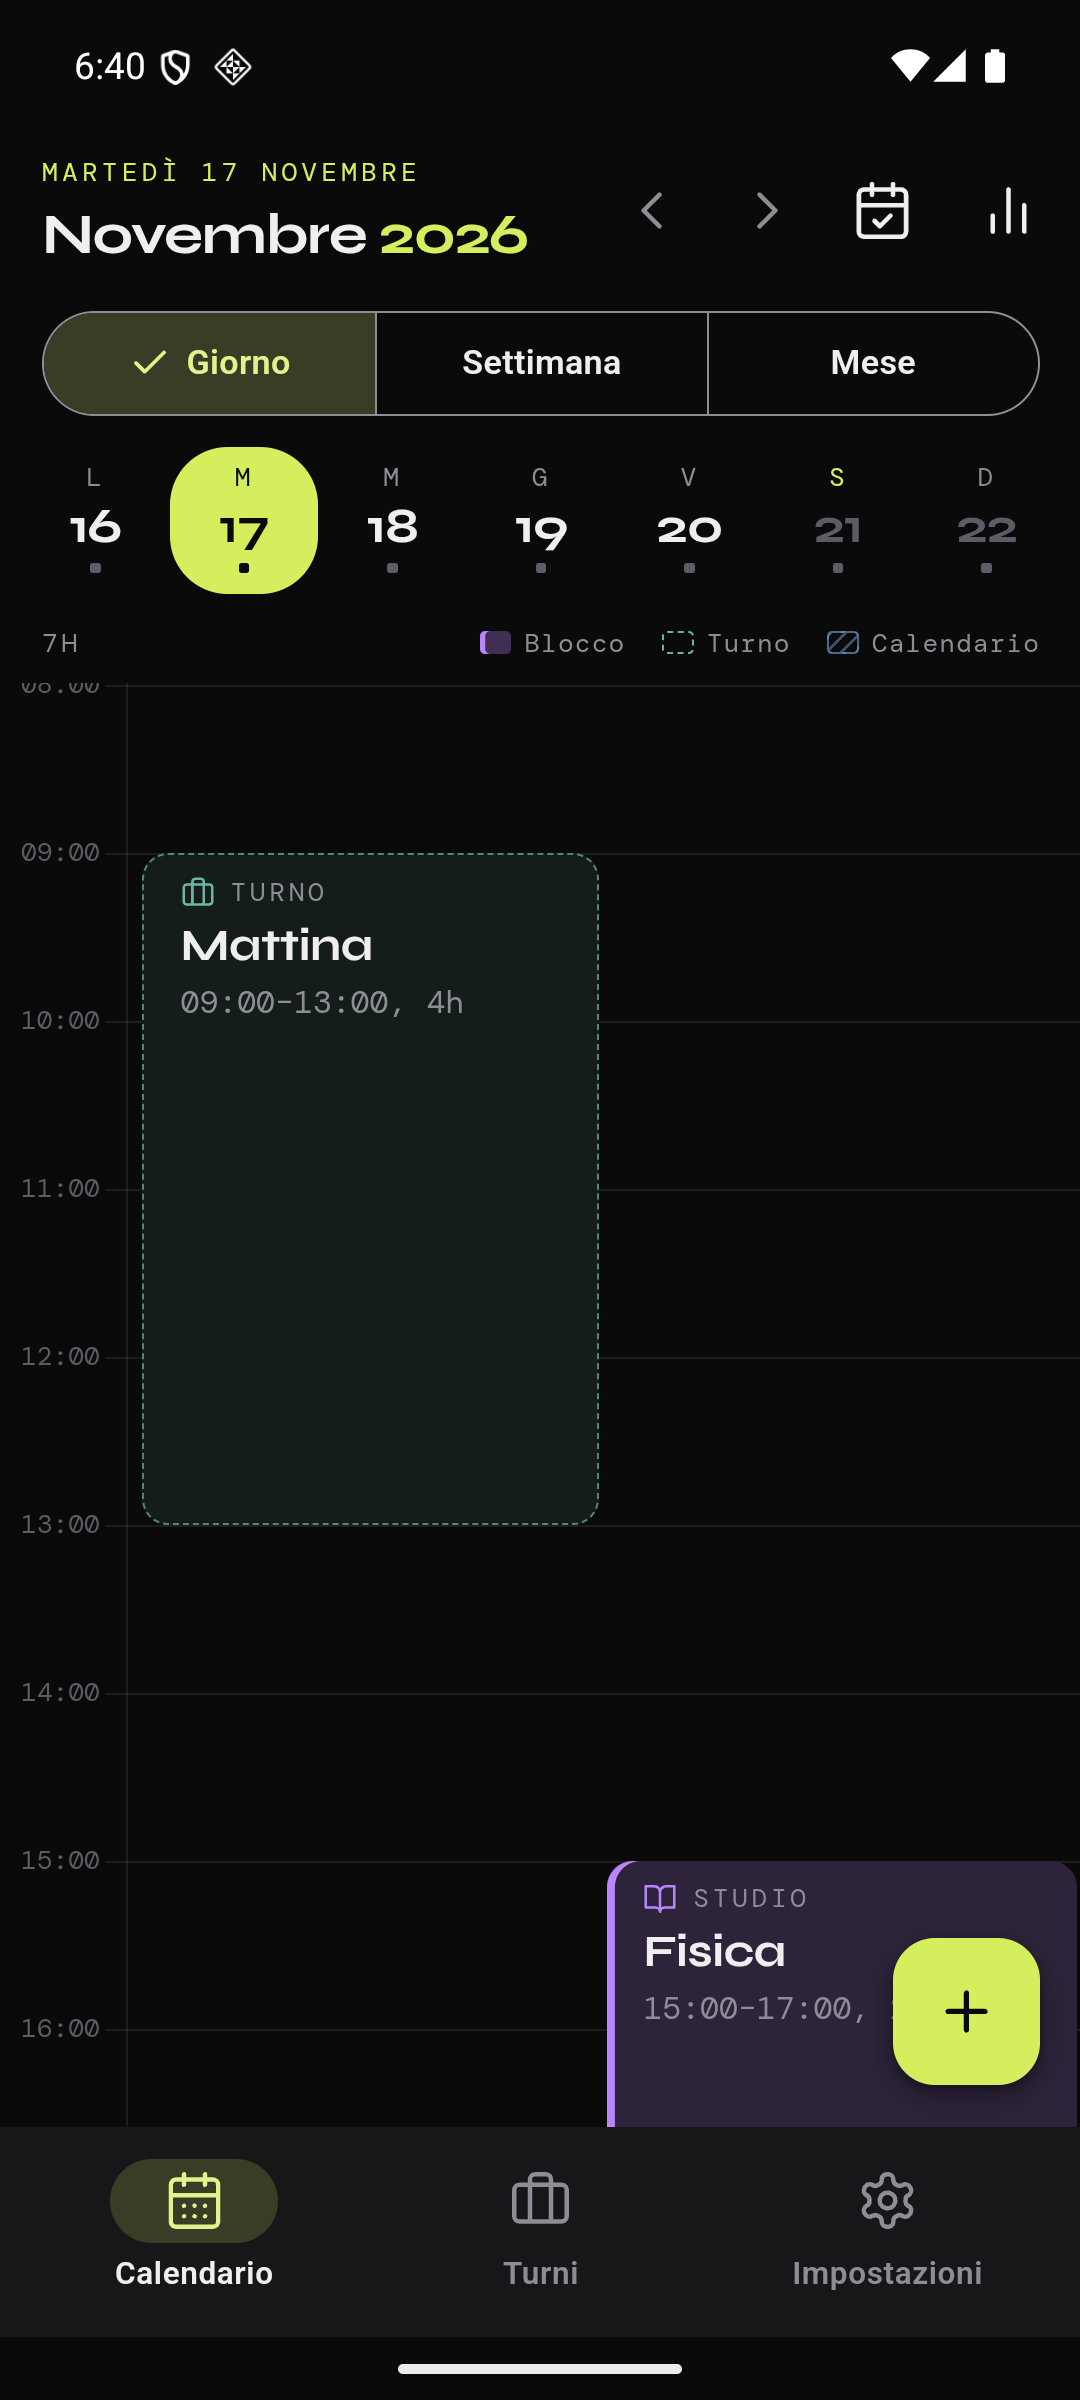 6:40
MARTEDÌ 17 NOVEMBRE
Novembre 2026
Giorno Settimana Mese
L M M G V S D
16 17 18 19 20 21 22
7H Blocco Turno Calendario
08:00
09:00
TURNO
Mattina
09:00–13:00, 4h
10:00
11:00
12:00
13:00
14:00
15:00
STUDIO
Fisica
15:00–17:00,
16:00
Calendario Turni Impostazioni